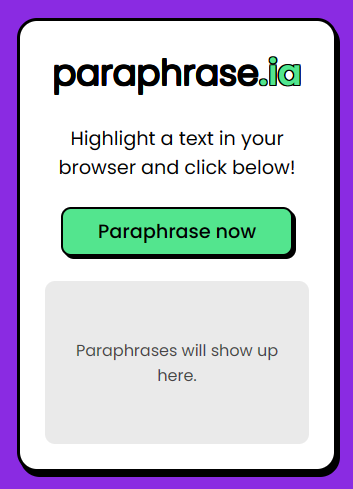 paraphrase.ia
Highlight a text in your
browser and click below!
Paraphrase now
Paraphrases will show up
here.